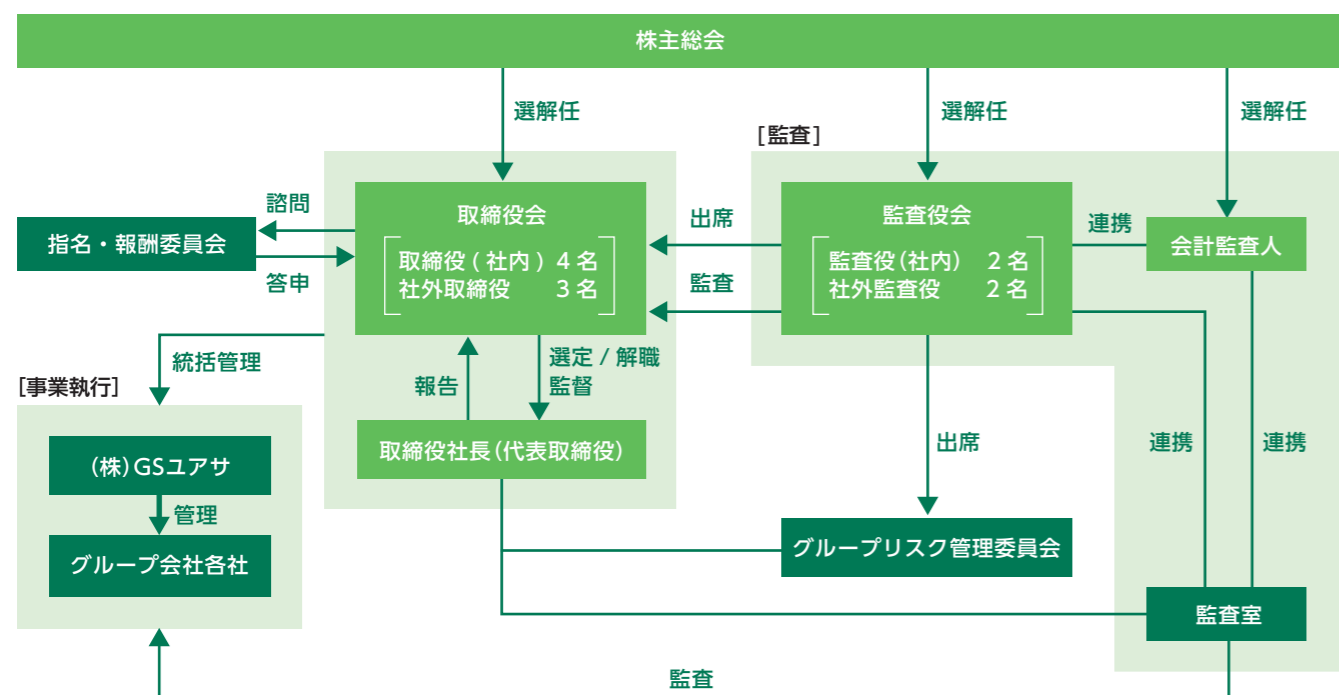 株主総会
選解任
選解任
選解任
[監査]
諮問
指名・報酬委員会
答申
取締役会
取締役(社内) 4名
社外取締役 3名
出席
監査
監査役会
監査役(社内) 2名
社外監査役 2名
連携
会計監査人
統括管理
[事業執行]
報告
選定 / 解職
監督
取締役社長(代表取締役)
出席
連携
連携
(株)GSユアサ
管理
グループ会社各社
グループリスク管理委員会
監査室
監査